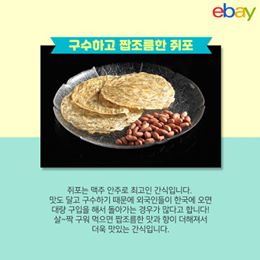 ebay
구수하고 짭조름한 쥐포
쥐포는 맥주 안주로 최고인 간식입니다.
맛도 달고 구수하기 때문에 외국인들이 한국에 오면
대량 구입을 해서 돌아가는 경우가 많다고 합니다!
살~짝 구워 먹으면 짭조름한 맛과 향이 더해져서
더욱 맛있는 간식입니다.